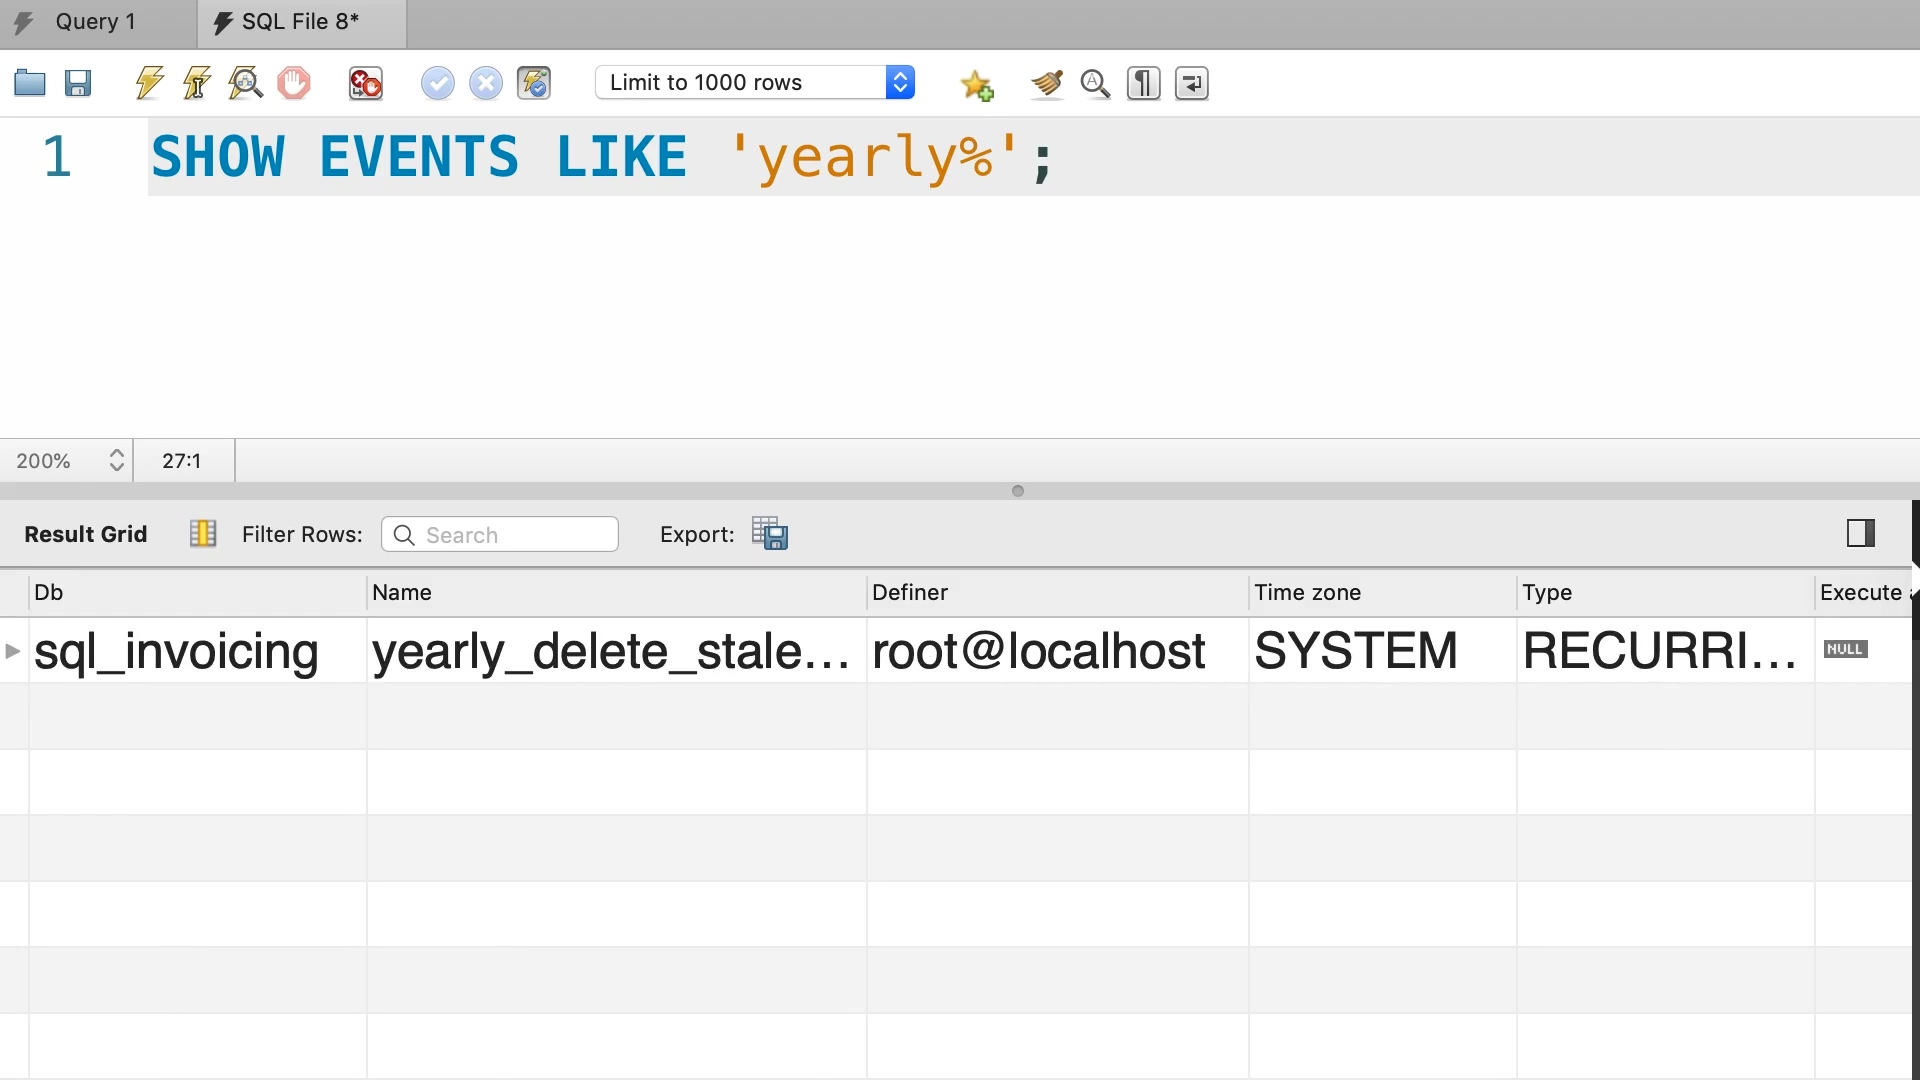 Query 1
SQL File 8*
Limit to 1000 rows
1 SHOW EVENTS LIKE 'yearly%';
200% 27:1
Result Grid Filter Rows: Search Export:
Db Name Definer Time zone Type Execute
sql_invoicing yearly_delete_stale... root@localhost SYSTEM RECURRI... NULL